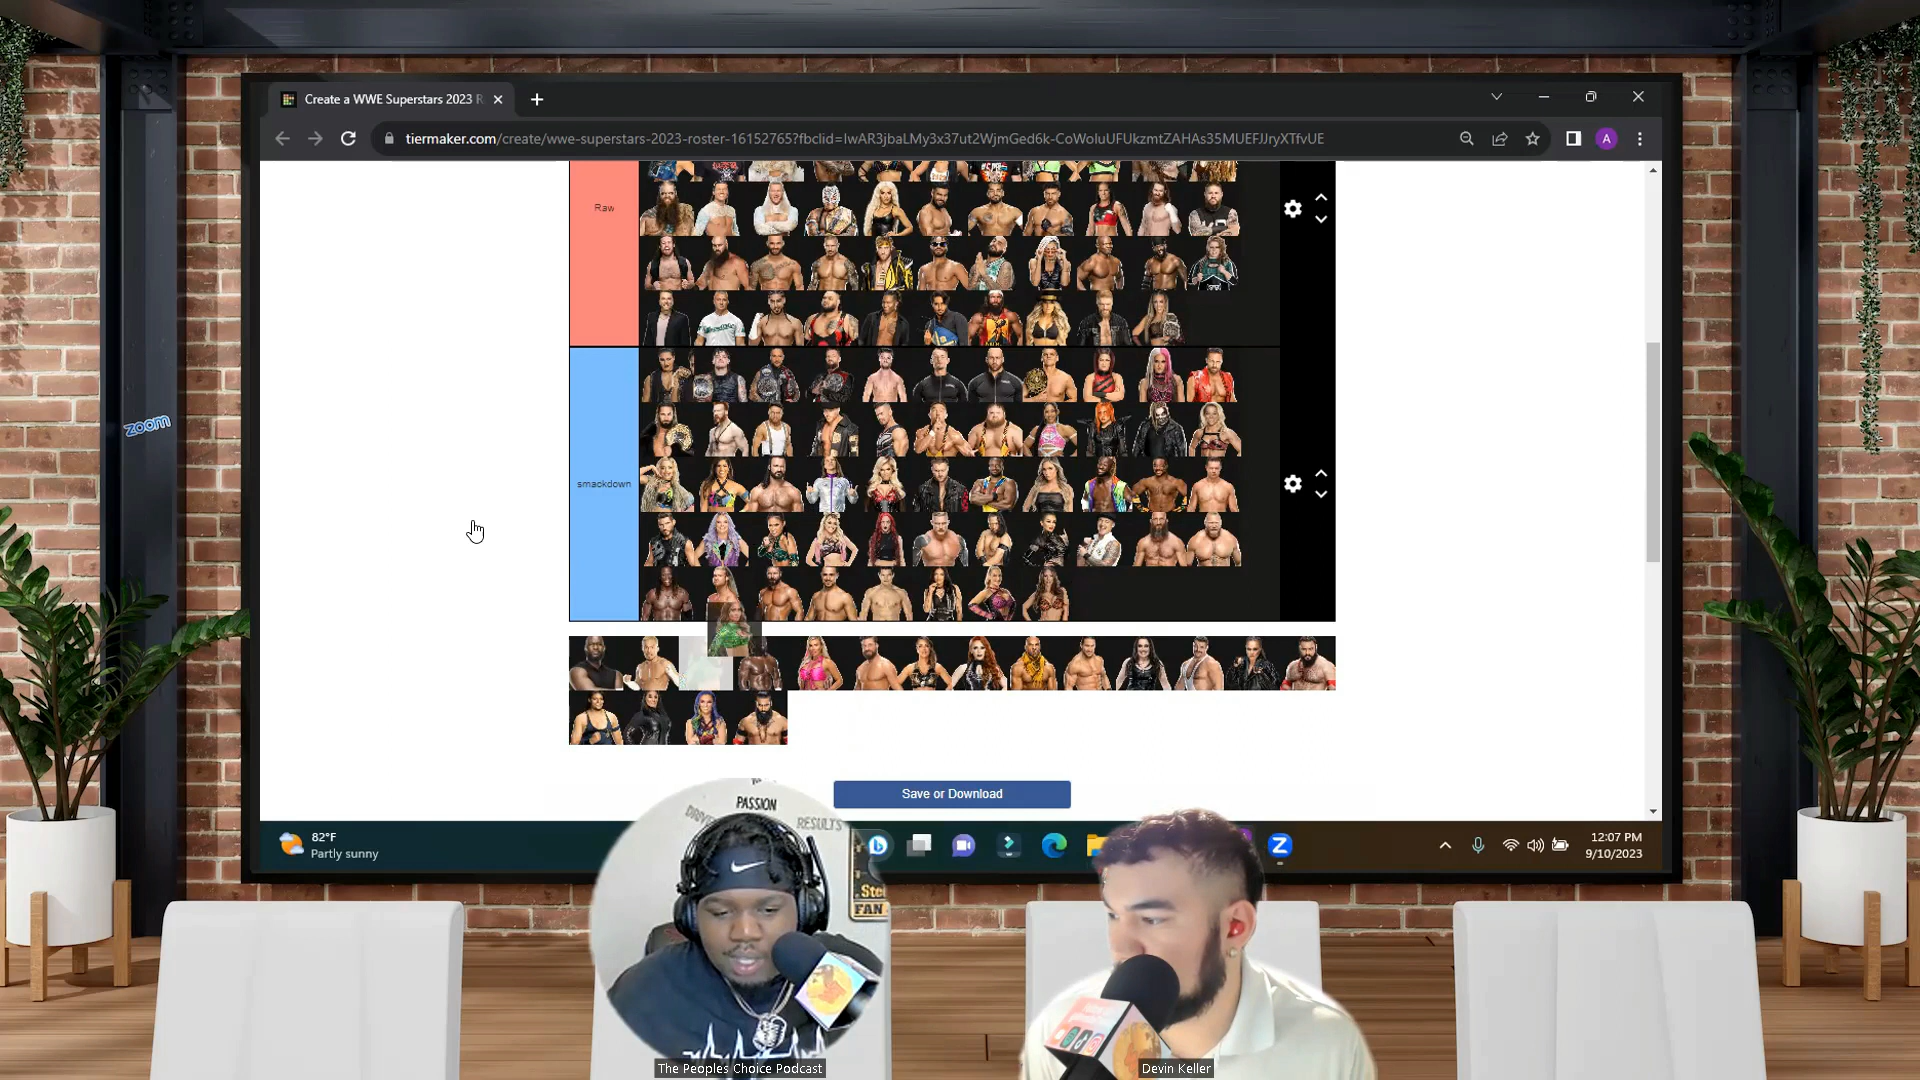 Create a WWE Superstars 2023 R
tiermaker.com/create/wwe-superstars-2023-roster-16152765?fbclid=IwAR3jbaLMy3x37ut2WjmGed6k-CoWoluUFUkzmtZAHAs35MUEFJJryXTfvUE
A
Raw
zoom
smackdown
Save or Download
82°F
Partly sunny
12:07 PM
9/10/2023
PASSION
RESULTS
FAN
The Peoples Choice Podcast
Devin Keller